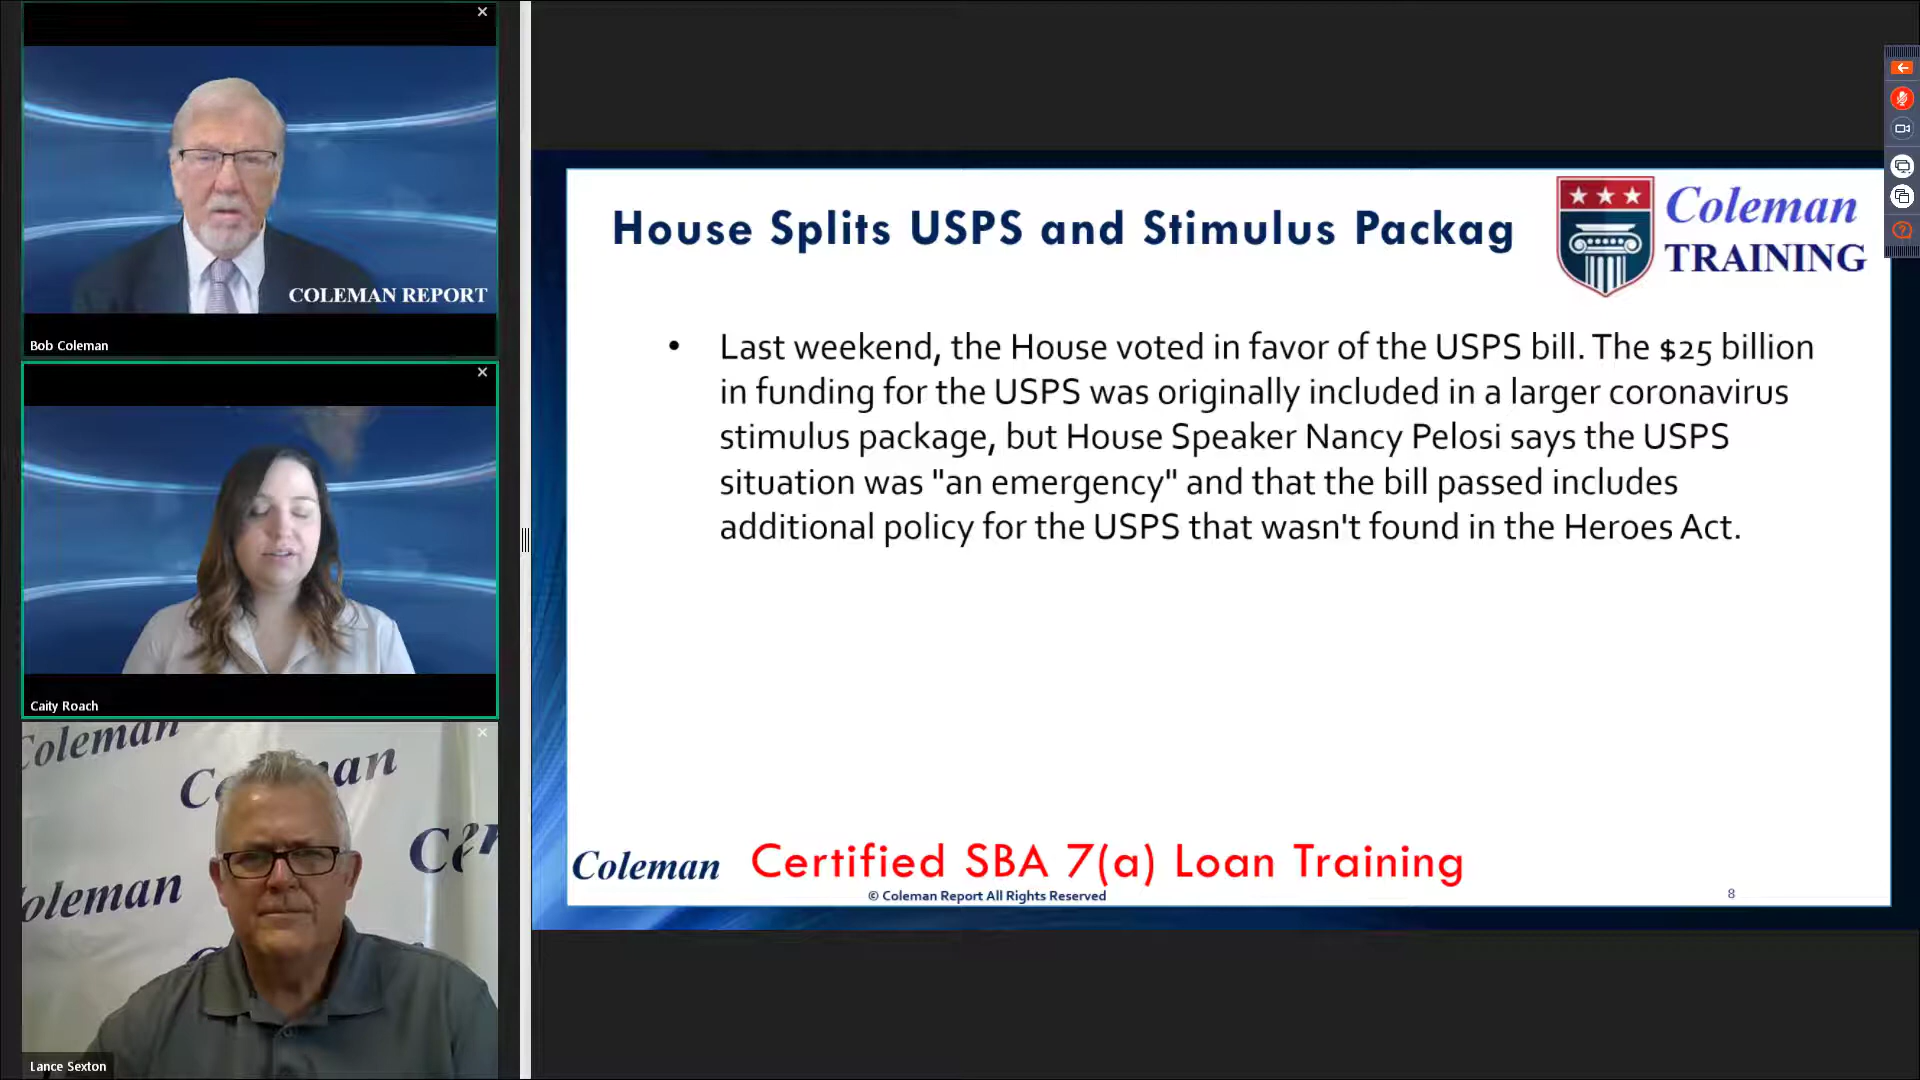 COLEMAN REPORT
Bob Coleman
Caity Roach
Coleman
Coleman
oleman
Lance Sexton
House Splits USPS and Stimulus Packag
Coleman
TRAINING
• Last weekend, the House voted in favor of the USPS bill. The $25 billion
in funding for the USPS was originally included in a larger coronavirus
stimulus package, but House Speaker Nancy Pelosi says the USPS
situation was "an emergency" and that the bill passed includes
additional policy for the USPS that wasn't found in the Heroes Act.
Coleman
Certified SBA 7(a) Loan Training
© Coleman Report All Rights Reserved
8